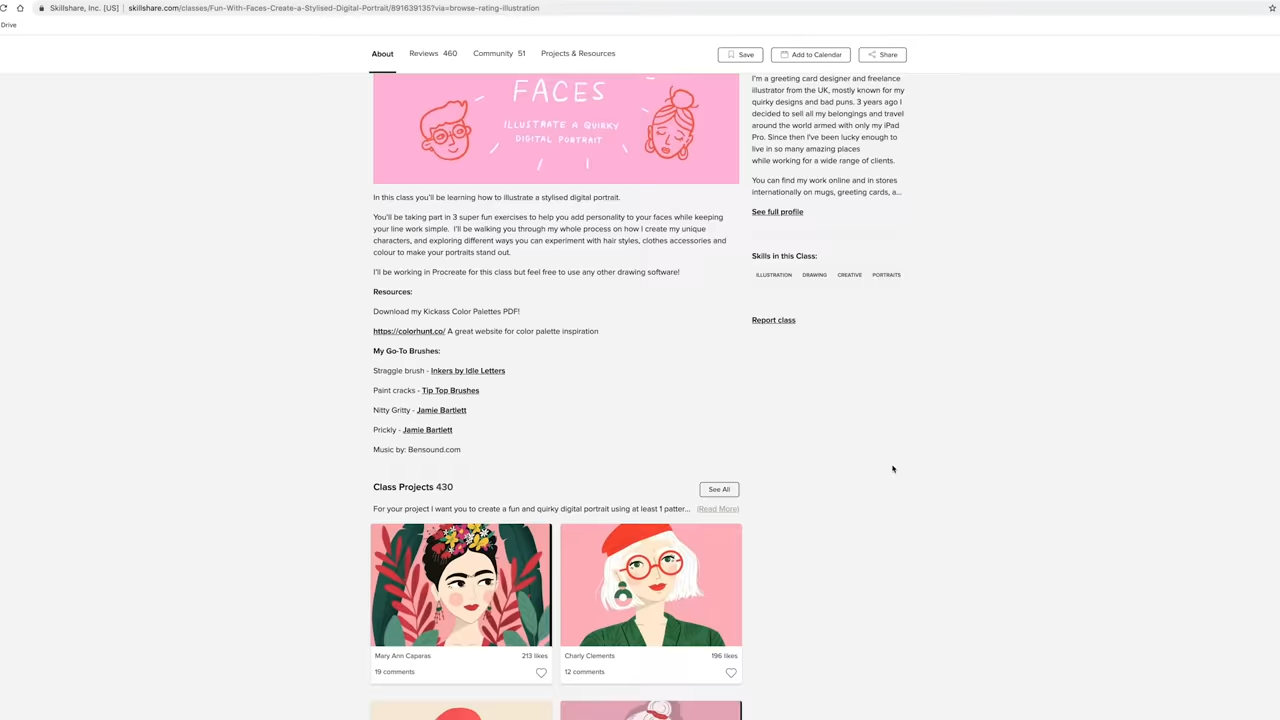 Skillshare, Inc. [US] | skillshare.com/classes/Fun-With-Faces-Create-a-Stylised-Digital-Portrait/891639135?via=browse-rating-illustration
Drive
About
Reviews 460
Community 51
Projects & Resources
Save
Add to Calendar
Share
FACES
ILLUSTRATE A QUIRKY
DIGITAL PORTRAIT
In this class you'll be learning how to illustrate a stylised digital portrait.
You'll be taking part in 3 super fun exercises to help you add personality to your faces while keeping
your line work simple.  I'll be walking you through my whole process on how I create my unique
characters, and exploring different ways you can experiment with hair styles, clothes accessories and
colour to make your portraits stand out.
I'll be working in Procreate for this class but feel free to use any other drawing software!
Resources:
Download my Kickass Color Palettes PDF!
https://colorhunt.co/ A great website for color palette inspiration
My Go-To Brushes:
Straggle brush - Inkers by Idle Letters
Paint cracks - Tip Top Brushes
Nitty Gritty - Jamie Bartlett
Prickly - Jamie Bartlett
Music by: Bensound.com
Class Projects 430
See All
For your project I want you to create a fun and quirky digital portrait using at least 1 patter... (Read More)
Mary Ann Caparas
213 likes
19 comments
Charly Clements
196 likes
12 comments
I'm a greeting card designer and freelance
illustrator from the UK, mostly known for my
quirky designs and bad puns. 3 years ago I
decided to sell all my belongings and travel
around the world armed with only my iPad
Pro. Since then I've been lucky enough to
live in so many amazing places
while working for a wide range of clients.
You can find my work online and in stores
internationally on mugs, greeting cards, a...
See full profile
Skills in this Class:
ILLUSTRATION
DRAWING
CREATIVE
PORTRAITS
Report class